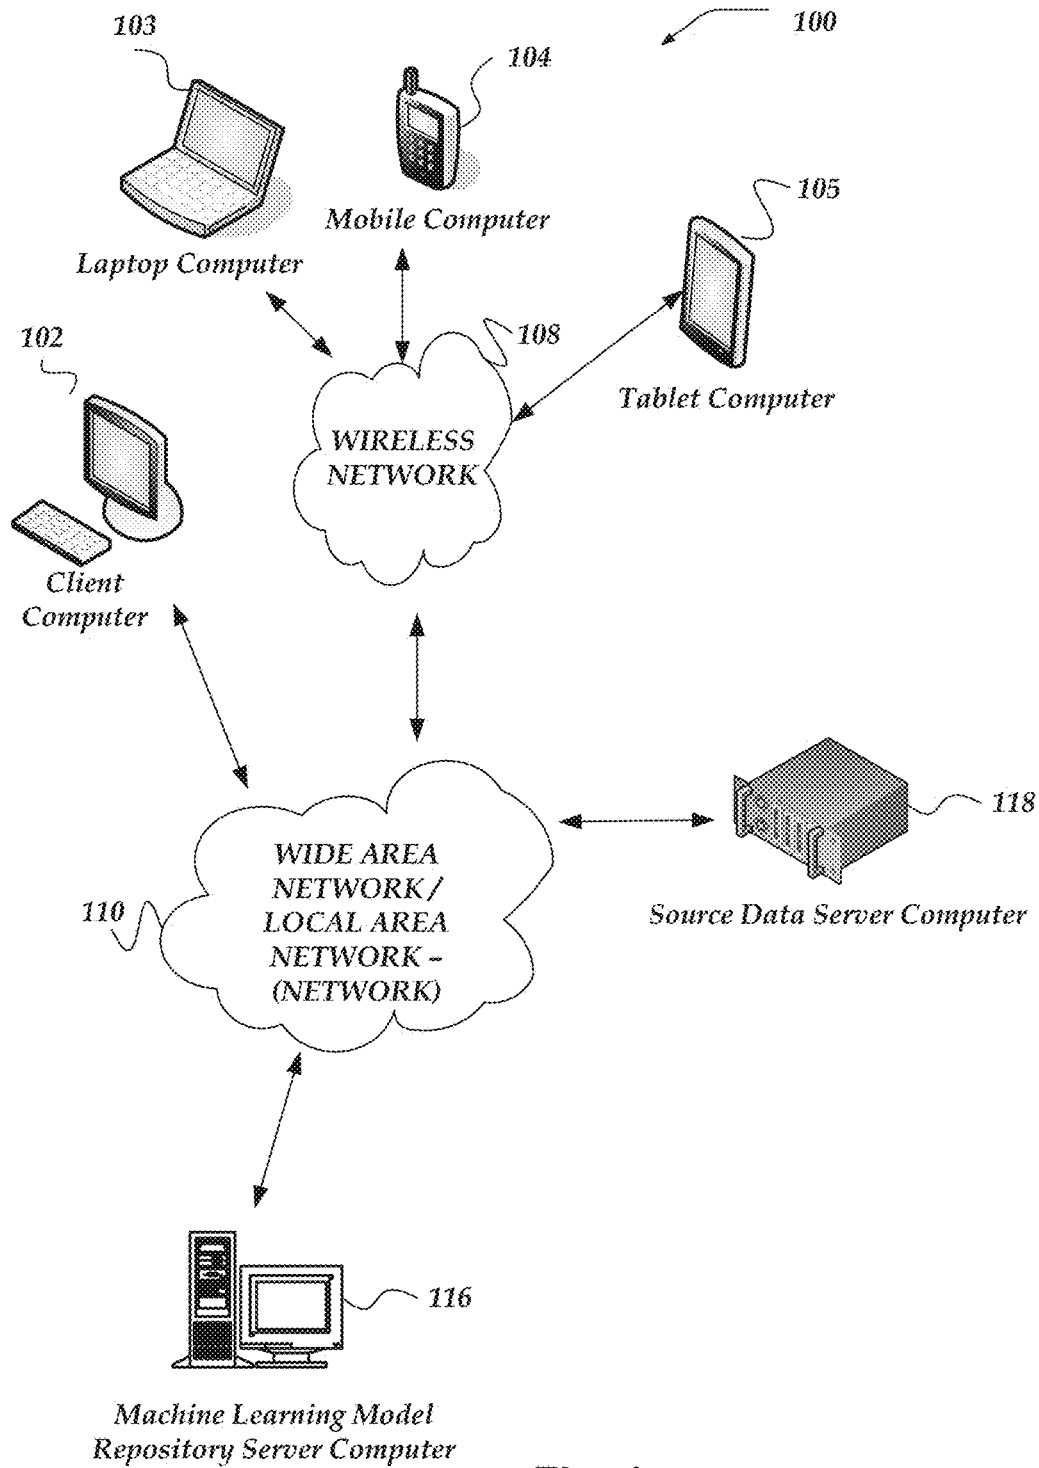 100
103
104
Mobile Computer
105
Laptop Computer
102
108
Tablet Computer
WIRELESS
NETWORK
Client
Computer
118
WIDE AREA
NETWORK /
LOCAL AREA
NETWORK –
(NETWORK)
110
Source Data Server Computer
116
Machine Learning Model
Repository Server Computer